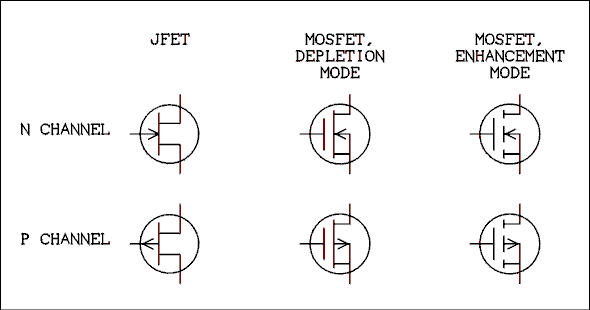 JFET
MOSFET,
DEPLETION
MODE
MOSFET,
ENHANCEMENT
MODE
N CHANNEL
P CHANNEL